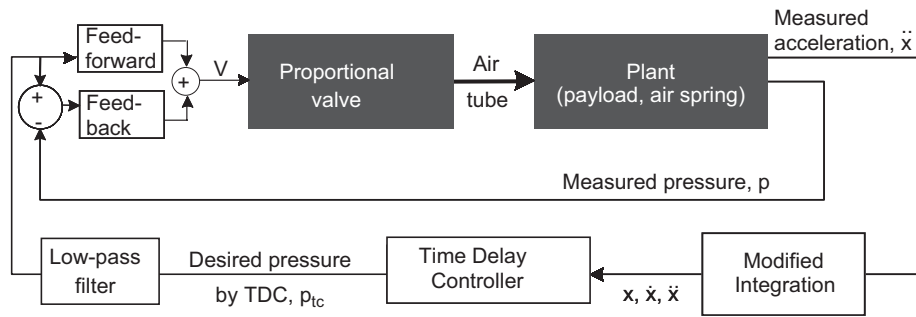 Measured
acceleration, ẍ
Feed-
forward
+
-
Feed-
back
+
V
Proportional
valve
Air
tube
Plant
(payload, air spring)
Measured pressure, p
Low-pass
filter
Desired pressure
by TDC, p_tc
Time Delay
Controller
x, ẋ, ẍ
Modified
Integration